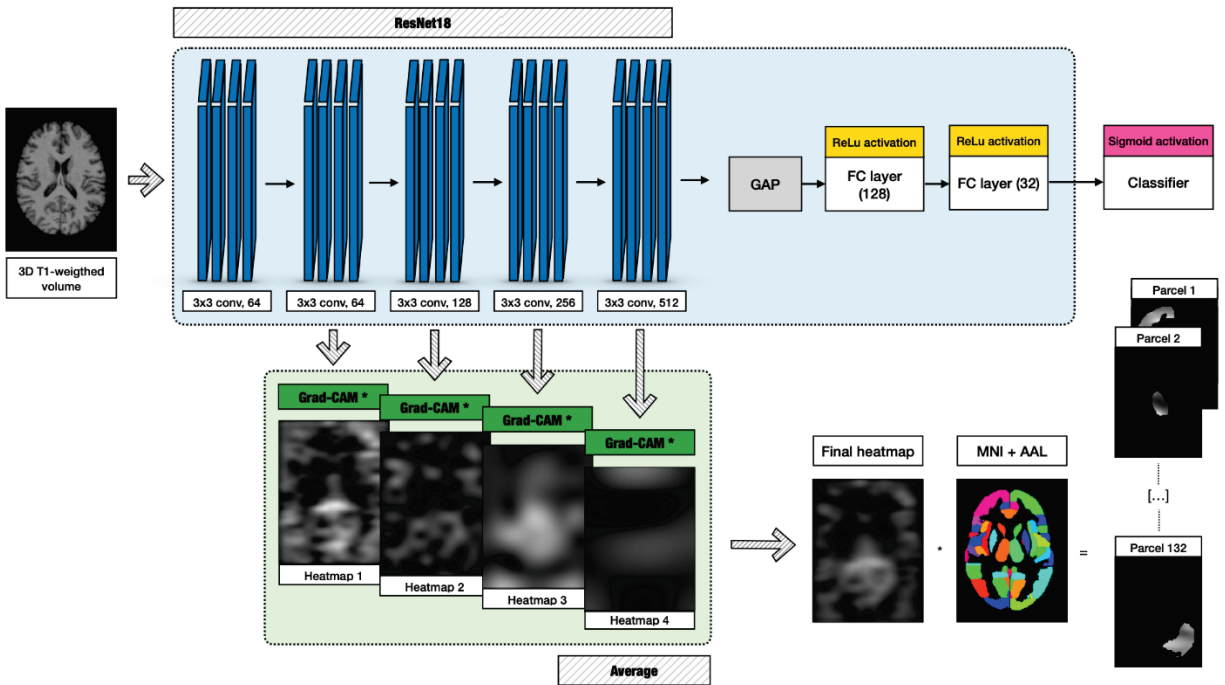 ResNet18
3D T1-weigthed
volume
3x3 conv, 64
3x3 conv, 64
3x3 conv, 128
3x3 conv, 256
3x3 conv, 512
GAP
ReLu activation
FC layer
(128)
ReLu activation
FC layer (32)
Sigmoid activation
Classifier
Grad-CAM *
Heatmap 1
Grad-CAM *
Heatmap 2
Grad-CAM *
Heatmap 3
Grad-CAM *
Heatmap 4
Average
Final heatmap
*
MNI + AAL
=
Parcel 1
Parcel 2
[...]
Parcel 132